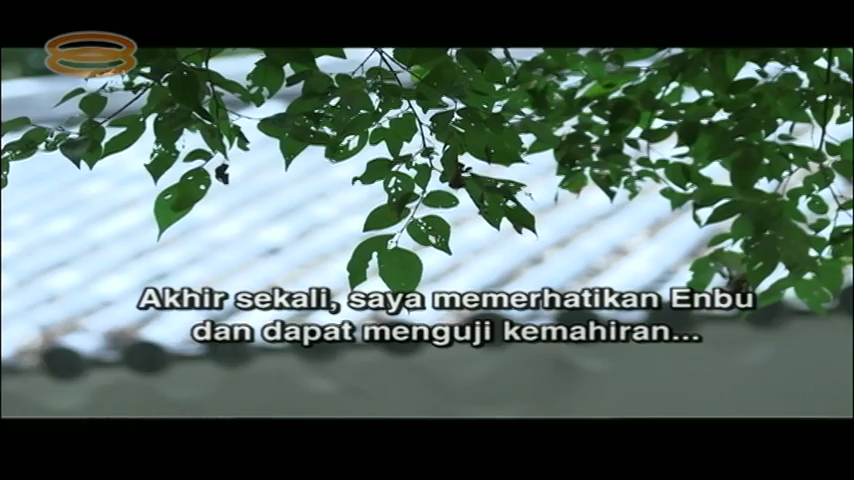 Akhir sekali, saya memerhatikan Enbu
dan dapat menguji kemahiran...